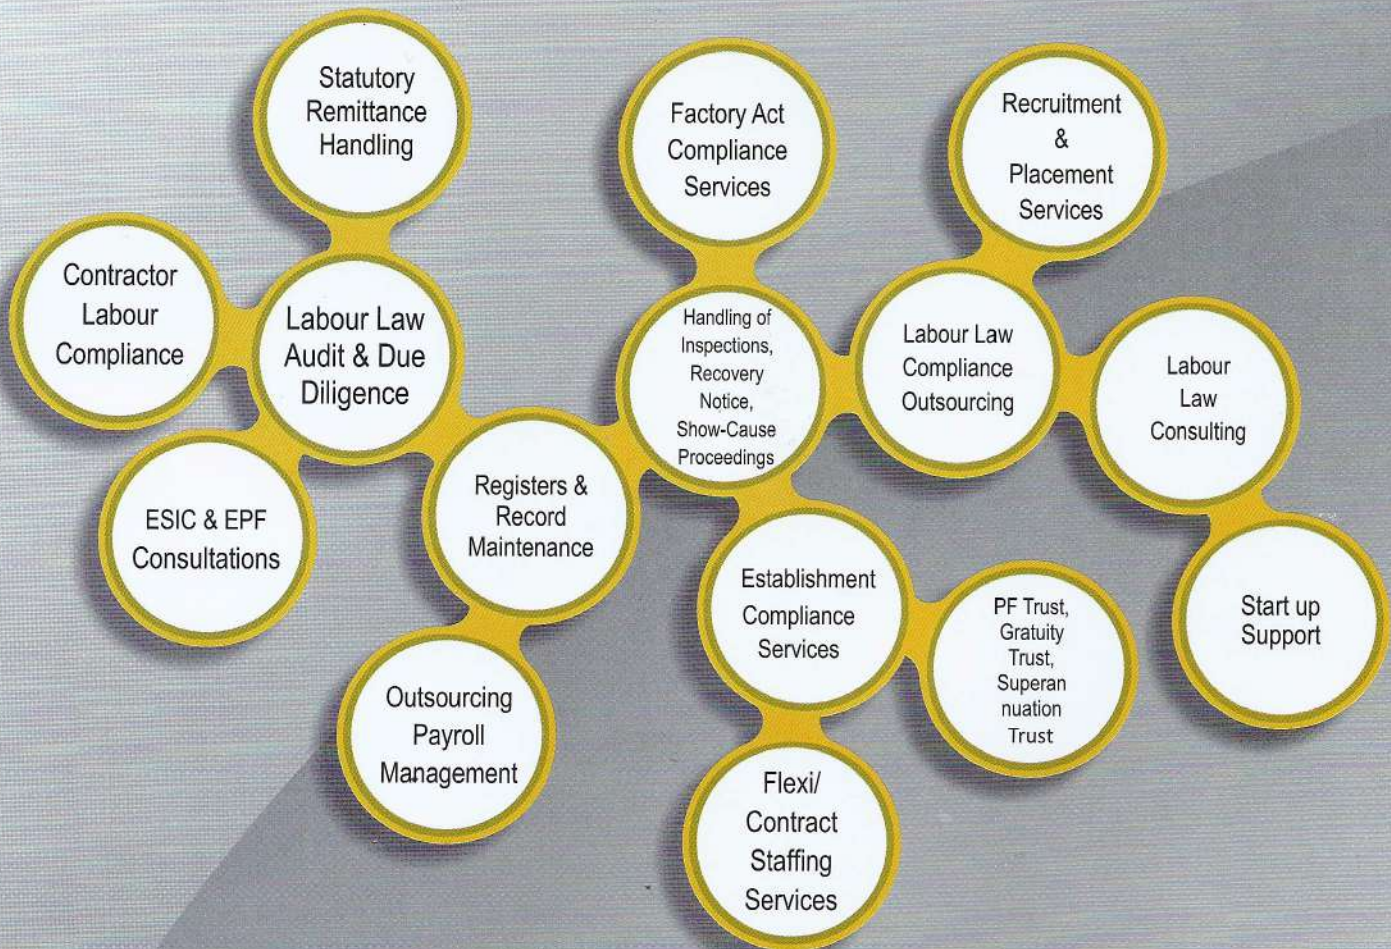 Statutory
Remittance
Handling
Factory Act
Compliance
Services
Recruitment
&
Placement
Services
Contractor
Labour
Compliance
Labour Law
Audit & Due
Diligence
Handling of
Inspections,
Recovery
Notice,
Show-Cause
Proceedings
Labour Law
Compliance
Outsourcing
Labour
Law
Consulting
ESIC & EPF
Consultations
Registers &
Record
Maintenance
Establishment
Compliance
Services
PF Trust,
Gratuity
Trust,
Superan
nuation
Trust
Start up
Support
Outsourcing
Payroll
Management
Flexi/
Contract
Staffing
Services